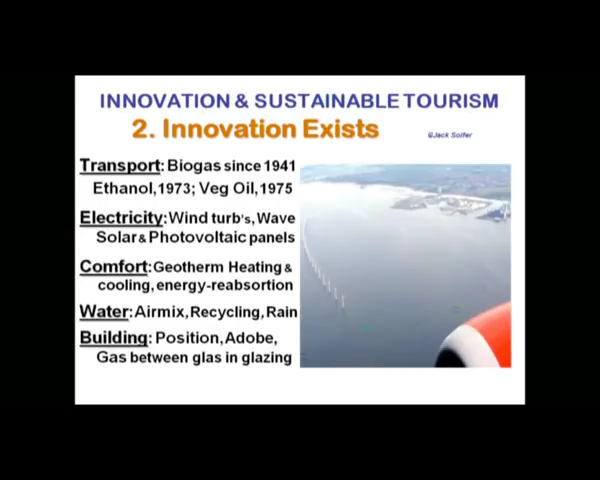 INNOVATION & SUSTAINABLE TOURISM
2. Innovation Exists
@Jack Soifer
Transport: Biogas since 1941
Ethanol, 1973; Veg Oil, 1975
Electricity: Wind turb's, Wave
Solar & Photovoltaic panels
Comfort: Geotherm Heating &
cooling, energy-reabsortion
Water: Airmix, Recycling, Rain
Building: Position, Adobe,
Gas between glas in glazing